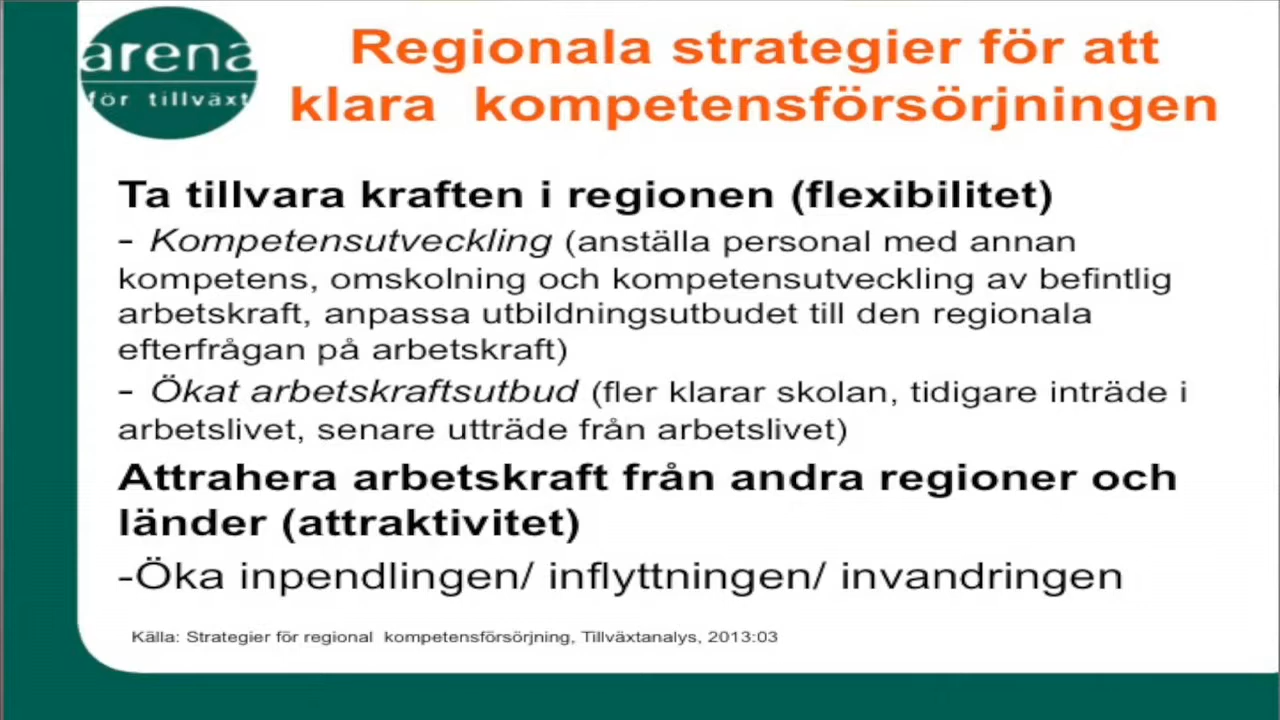 arena
för tillväxt
Regionala strategier för att
klara kompetensförsörjningen
Ta tillvara kraften i regionen (flexibilitet)
- Kompetensutveckling (anställa personal med annan
kompetens, omskolning och kompetensutveckling av befintlig
arbetskraft, anpassa utbildningsutbudet till den regionala
efterfrågan på arbetskraft)
- Ökat arbetskraftsutbud (fler klarar skolan, tidigare inträde i
arbetslivet, senare utträde från arbetslivet)
Attrahera arbetskraft från andra regioner och
länder (attraktivitet)
-Öka inpendlingen/ inflyttningen/ invandringen
Källa: Strategier för regional kompetensförsörjning, Tillväxtanalys, 2013:03